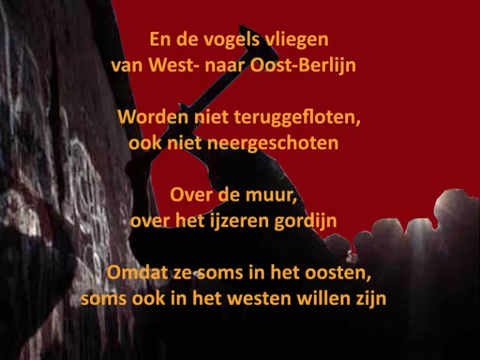 En de vogels vliegen
van West- naar Oost-Berlijn
Worden niet teruggefloten,
ook niet neergeschoten
Over de muur,
over het ijzeren gordijn
Omdat ze soms in het oosten,
soms ook in het westen willen zijn